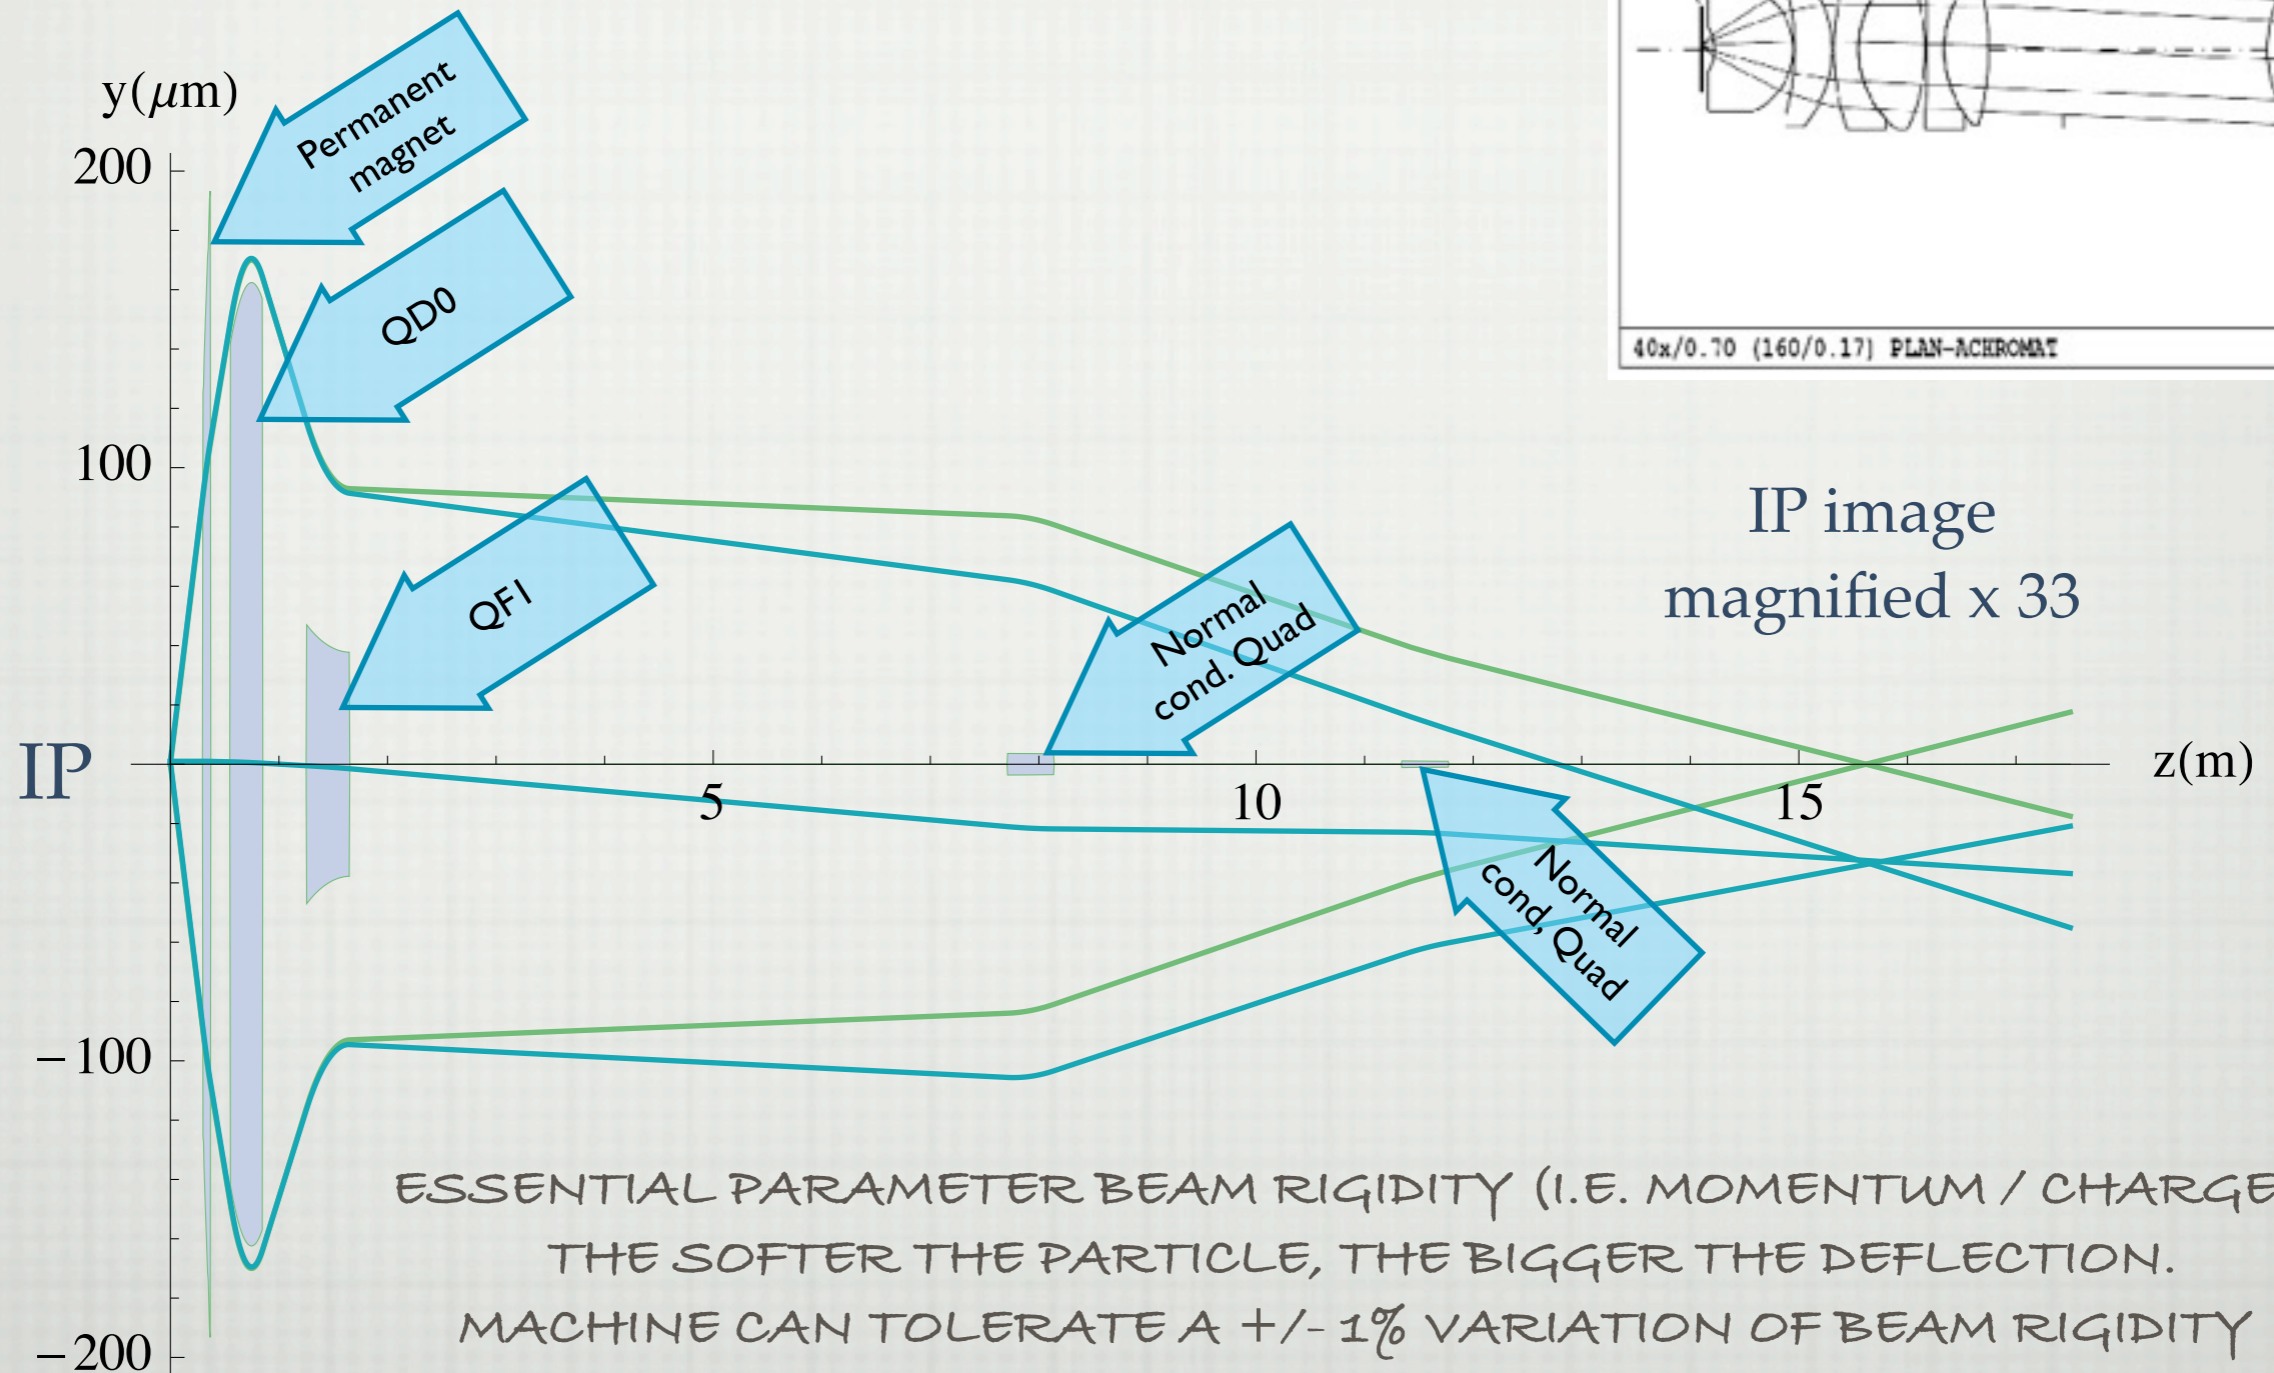 y(μm)
200
100
−100
−200
Permanent
magnet
QD0
QF1
Normal
cond. Quad
Normal
cond, Quad
IP
5
10
15
z(m)
40x/0.70 (160/0.17) PLAN-ACHROMAT
IP image
magnified x 33
ESSENTIAL PARAMETER BEAM RIGIDITY (I.E. MOMENTUM / CHARGE
THE SOFTER THE PARTICLE, THE BIGGER THE DEFLECTION.
MACHINE CAN TOLERATE A +/- 1% VARIATION OF BEAM RIGIDITY